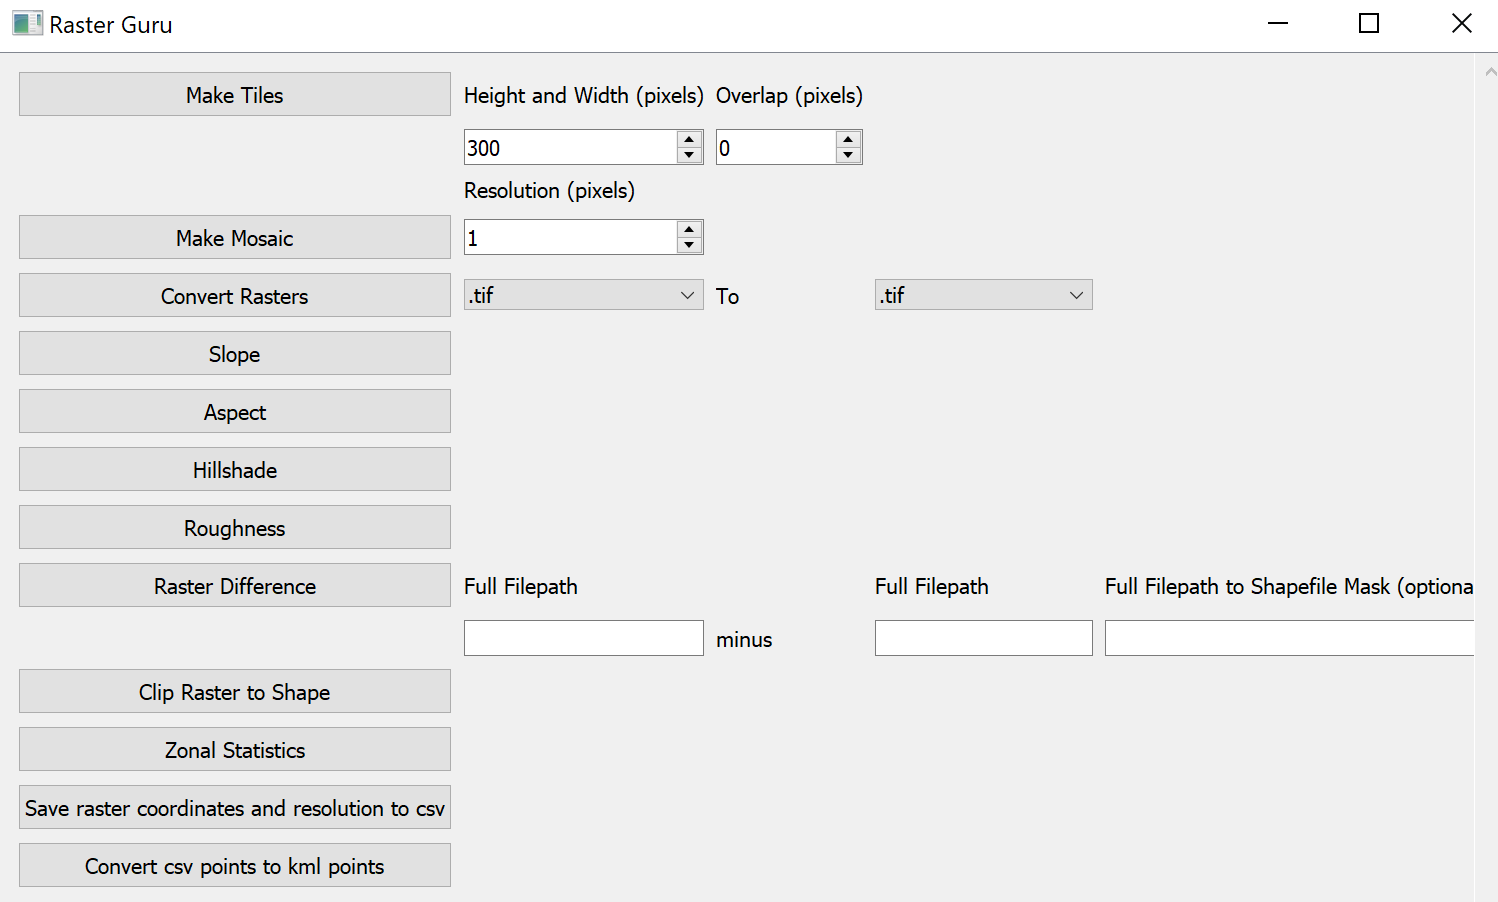 Raster Guru
Make Tiles
Height and Width (pixels)
Overlap (pixels)
300
0
Resolution (pixels)
Make Mosaic
1
Convert Rasters
.tif
To
.tif
Slope
Aspect
Hillshade
Roughness
Raster Difference
Full Filepath
Full Filepath
Full Filepath to Shapefile Mask (optiona
minus
Clip Raster to Shape
Zonal Statistics
Save raster coordinates and resolution to csv
Convert csv points to kml points